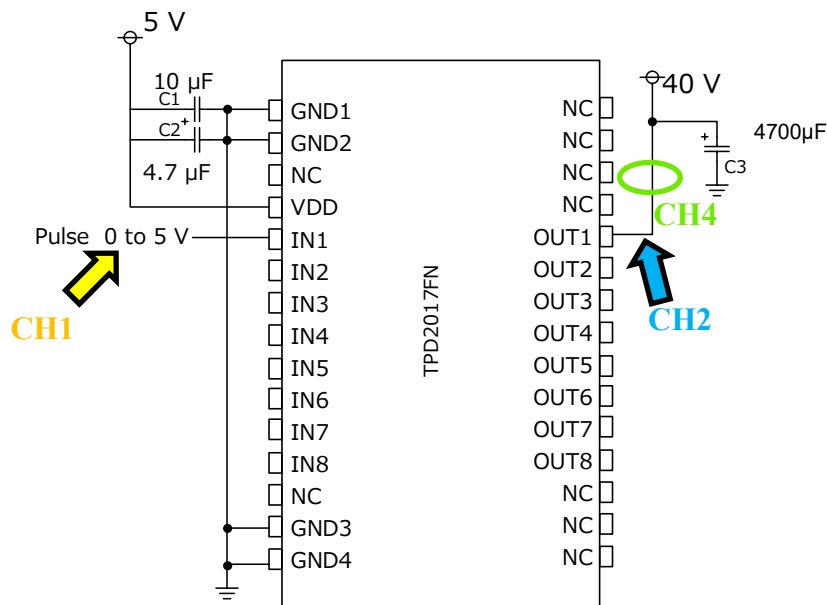 5 V
10 µF
C1
C2
+
4.7 µF
Pulse 0 to 5 V
CH1
GND1
GND2
NC
VDD
IN1
IN2
IN3
IN4
IN5
IN6
IN7
IN8
NC
GND3
GND4
TPD2017FN
NC
NC
NC
NC
OUT1
OUT2
OUT3
OUT4
OUT5
OUT6
OUT7
OUT8
NC
NC
NC
40 V
4700µF
+
C3
CH4
CH2